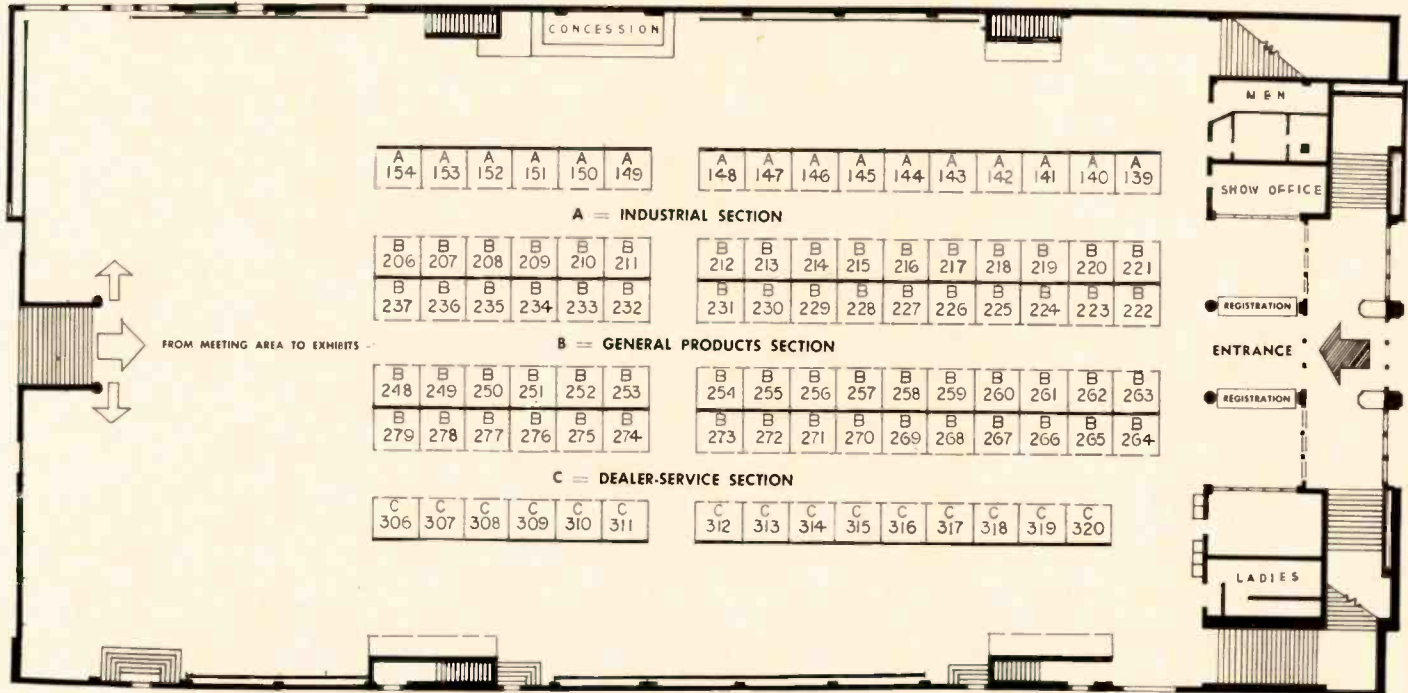 CONCESSION
MEN
A A A A A A A A A A A A A A A A
154 153 152 151 150 149 148 147 146 145 144 143 142 141 140 139
SHOW OFFICE
A = INDUSTRIAL SECTION
B B B B B B B B B B B B B B B B
206 207 208 209 210 211 212 213 214 215 216 217 218 219 220 221
B B B B B B B B B B B B B B B B
237 236 235 234 233 232 231 230 229 228 227 226 225 224 223 222
REGISTRATION
FROM MEETING AREA TO EXHIBITS
B = GENERAL PRODUCTS SECTION
ENTRANCE
B B B B B B B B B B B B B B B B
248 249 250 251 252 253 254 255 256 257 258 259 260 261 262 263
REGISTRATION
B B B B B B B B B B B B B B B B
279 278 277 276 275 274 273 272 271 270 269 268 267 266 265 264
C = DEALER-SERVICE SECTION
C C C C C C C C C C C C C C C
306 307 308 309 310 311 312 313 314 315 316 317 318 319 320
LADIES